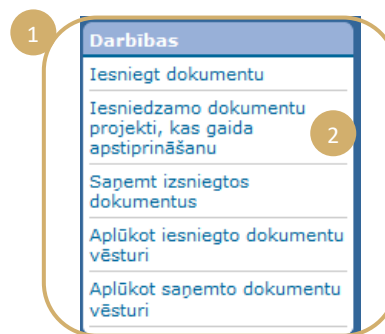 1
Darbības
Iesniegt dokumentu
Iesniedzamo dokumentu
projekti, kas gaida
apstiprināšanu
2
Saņemt izsniegtos
dokumentus
Aplūkot iesniegto dokumentu
vēsturi
Aplūkot saņemto dokumentu
vēsturi